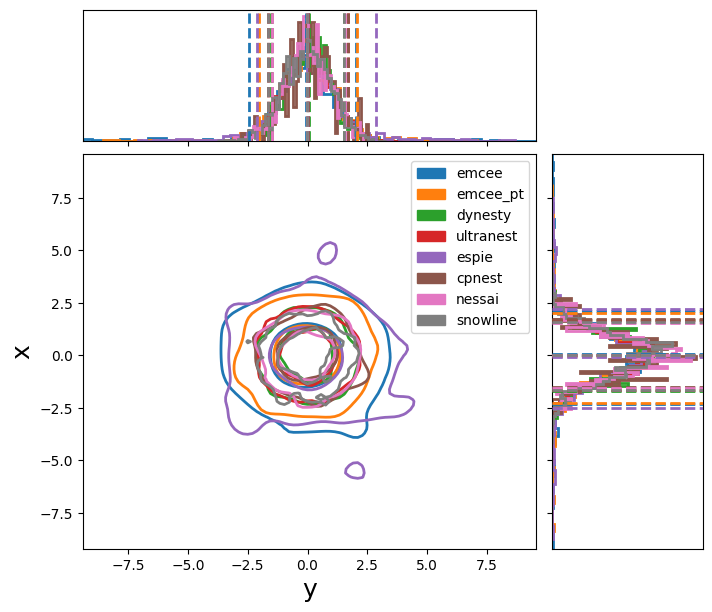 emcee
emcee_pt
dynesty
ultranest
espie
cpnest
nessai
snowline
7.5
5.0
2.5
0.0
−2.5
−5.0
−7.5
x
−7.5 −5.0 −2.5 0.0 2.5 5.0 7.5
y